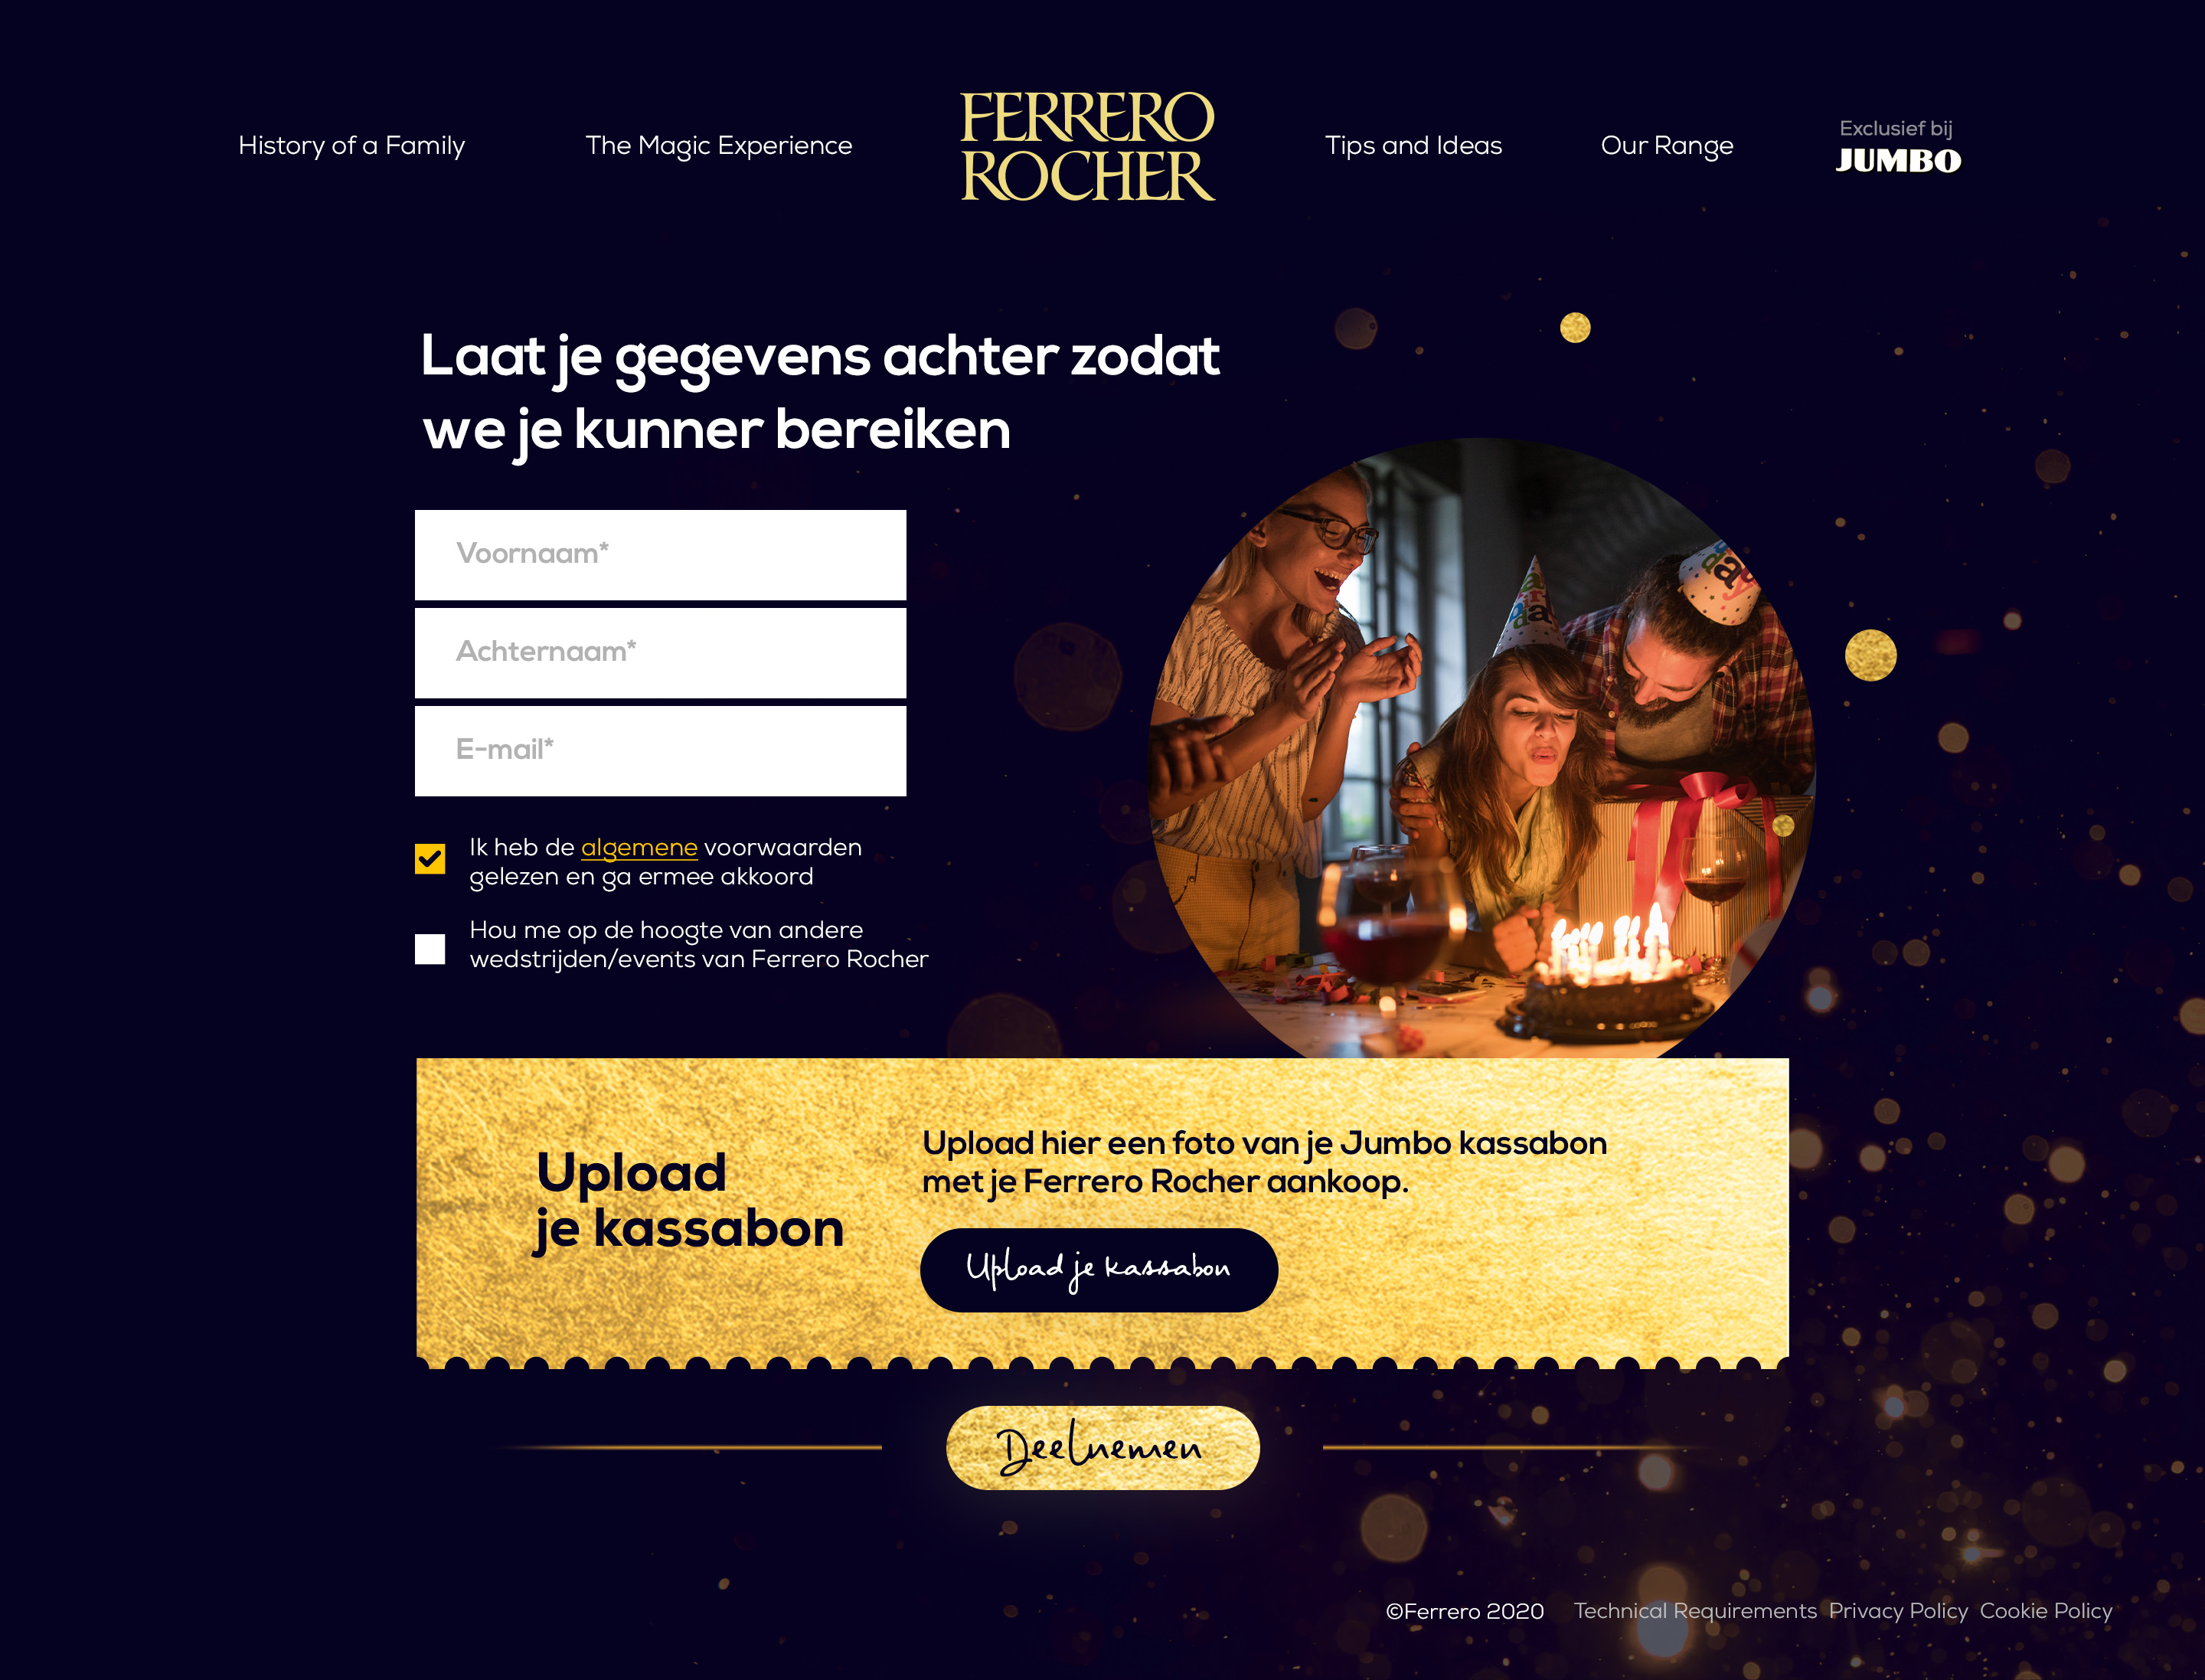 History of a Family
The Magic Experience
FERRERO
ROCHER
Tips and Ideas
Our Range
Exclusief bij
JUMBO
Laat je gegevens achter zodat
we je kunner bereiken
Voornaam*
Achternaam*
E-mail*
Ik heb de algemene voorwaarden
gelezen en ga ermee akkoord
Hou me op de hoogte van andere
wedstrijden/events van Ferrero Rocher
Upload
je kassabon
Upload hier een foto van je Jumbo kassabon
met je Ferrero Rocher aankoop.
Upload je kassabon
Deelnemen
©Ferrero 2020
Technical Requirements
Privacy Policy
Cookie Policy